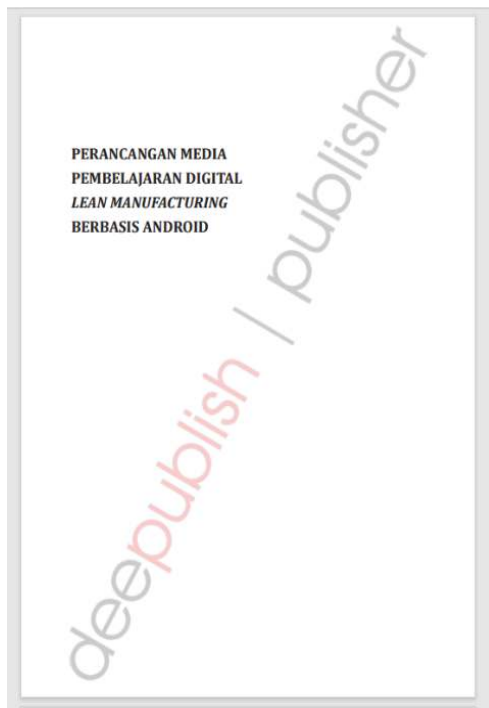 PERANCANGAN MEDIA
PEMBELAJARAN DIGITAL
LEAN MANUFACTURING
BERBASIS ANDROID
deepublish | publisher